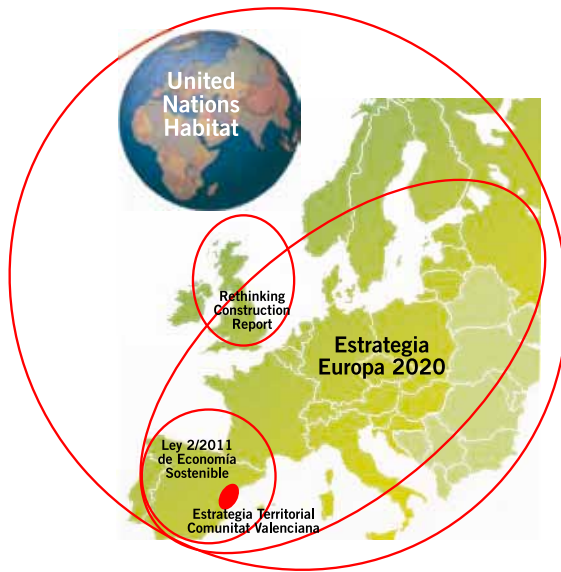 United
Nations
Habitat
Rethinking
Construction
Report
Estrategia
Europa 2020
Ley 2/2011
de Economía
Sostenible
Estrategia Territorial
Comunitat Valenciana